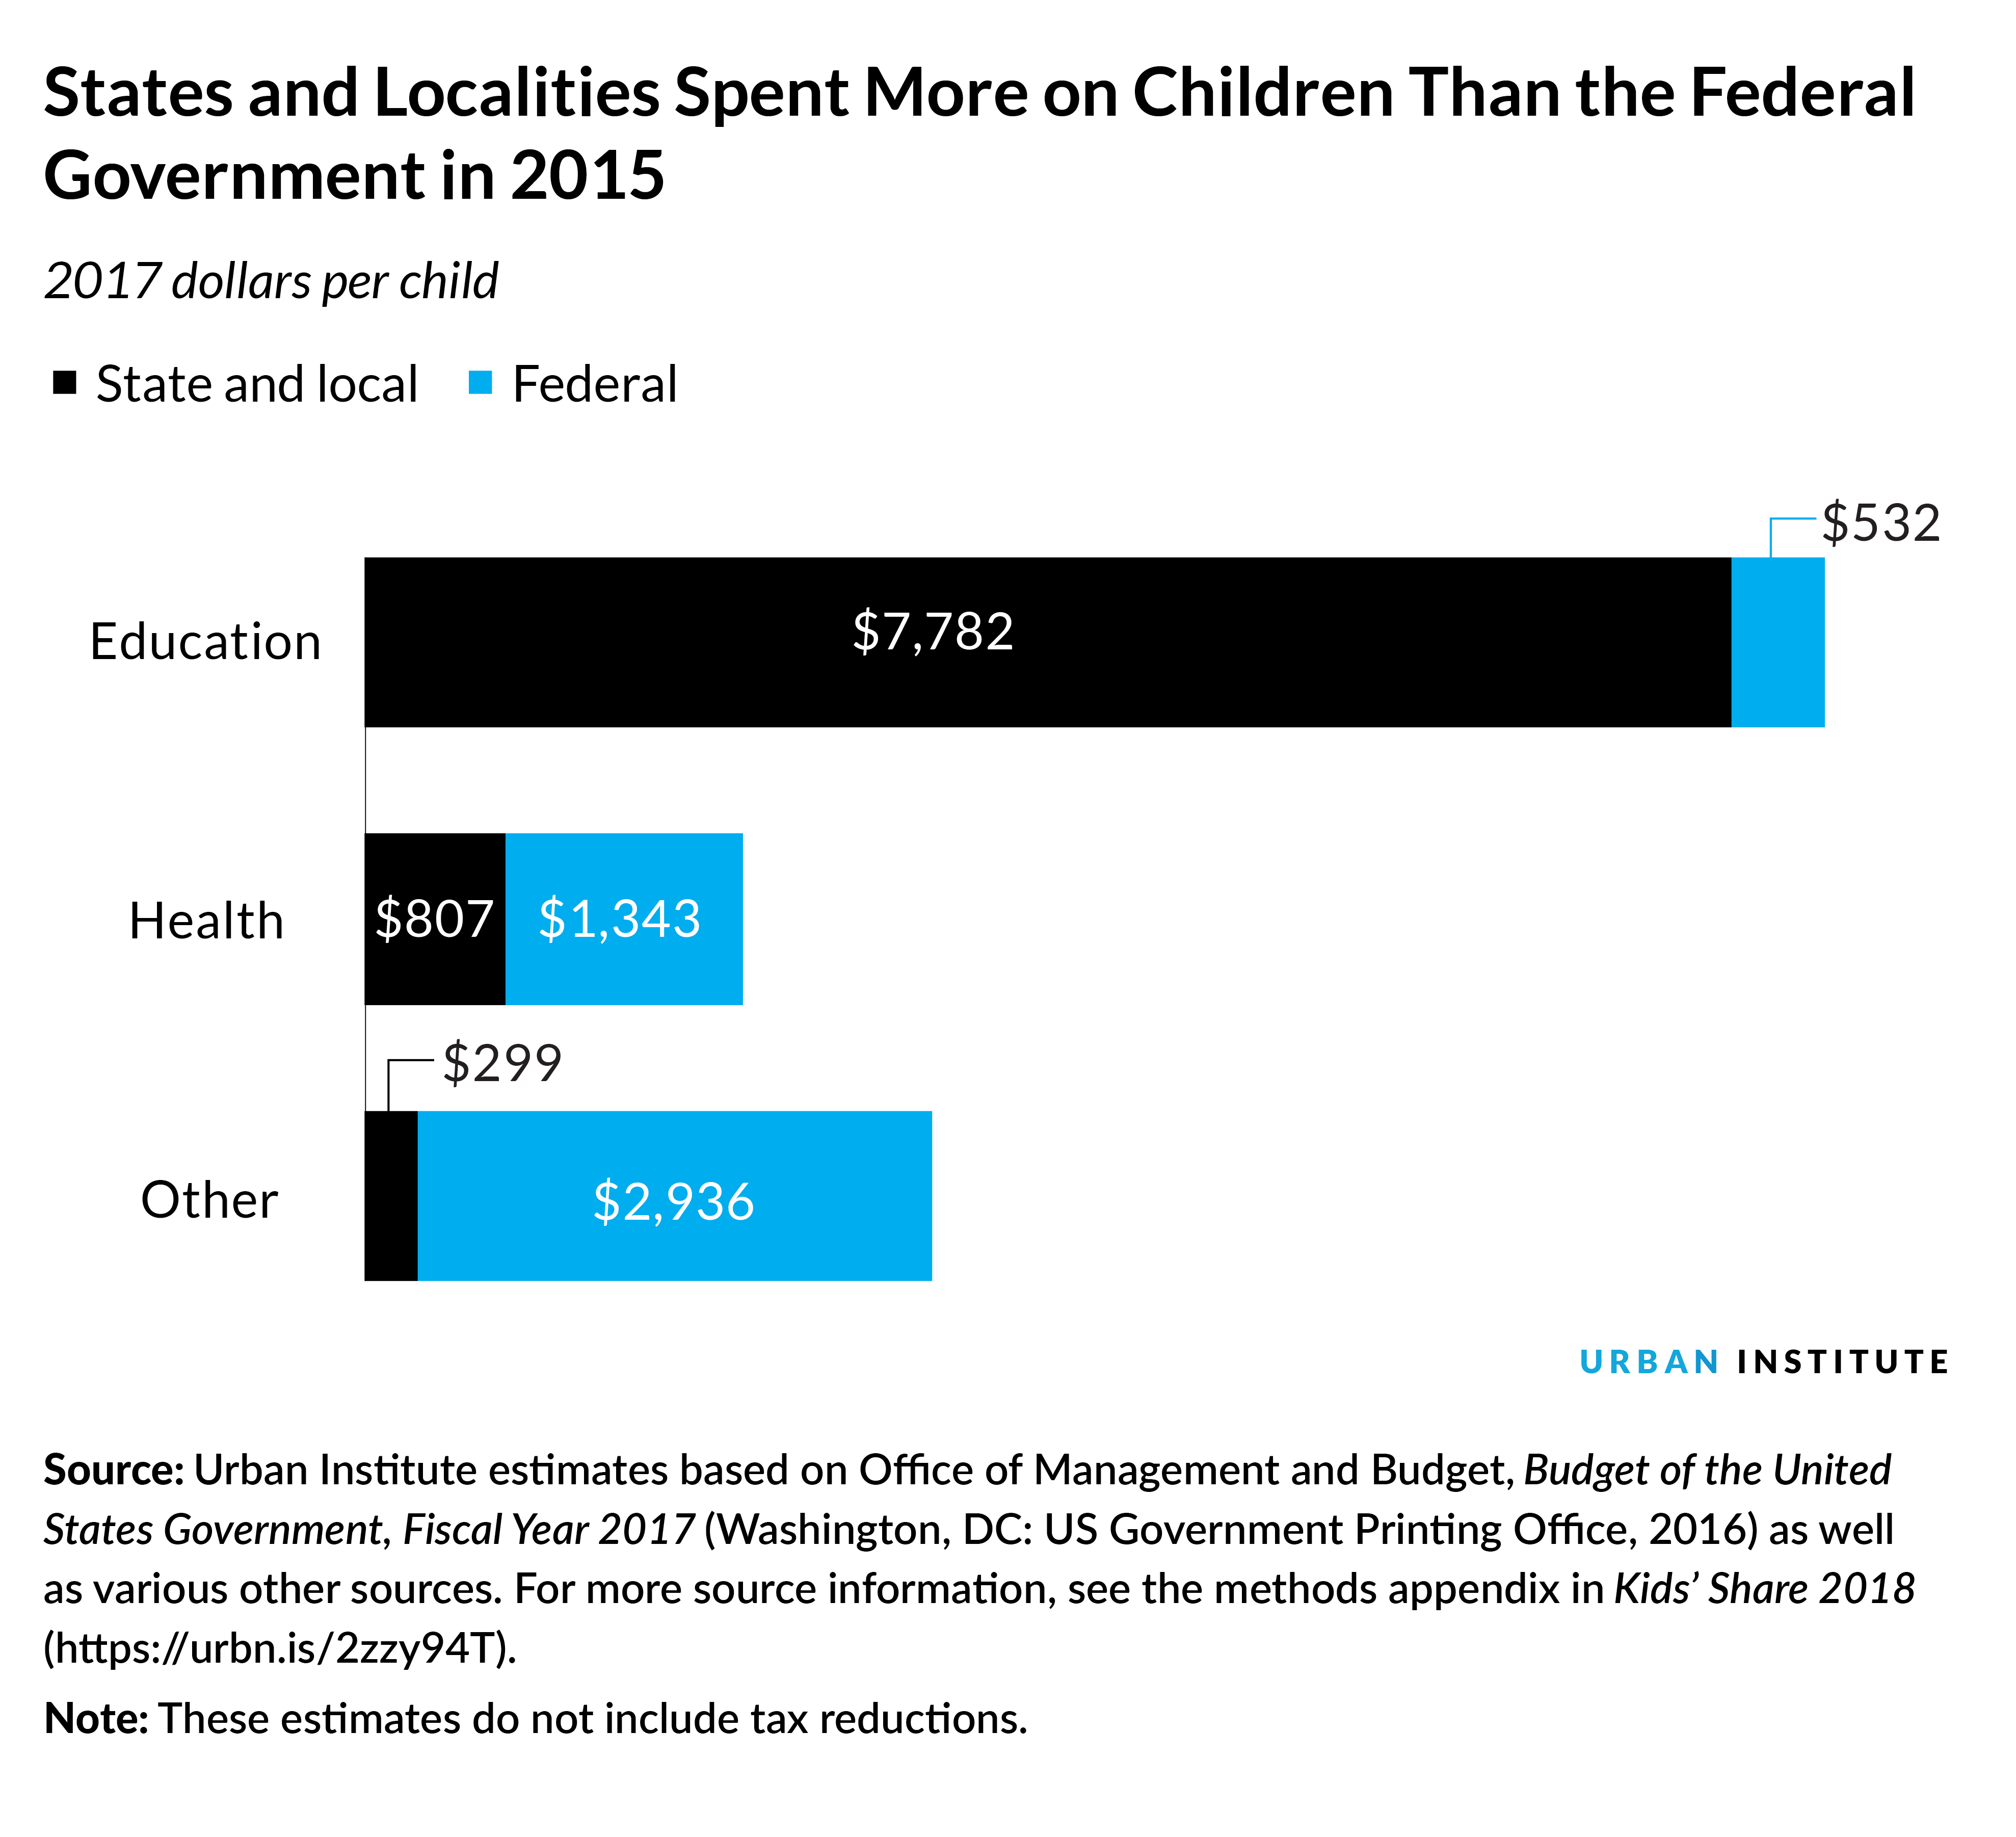 States and Localities Spent More on Children Than the Federal
Government in 2015
2017 dollars per child
State and local
Federal
$532
Education
$7,782
Health
$807
$1,343
$299
Other
$2,936
URBAN INSTITUTE
Source: Urban Institute estimates based on Office of Management and Budget, Budget of the United
States Government, Fiscal Year 2017 (Washington, DC: US Government Printing Office, 2016) as well
as various other sources. For more source information, see the methods appendix in Kids’ Share 2018
(https://urbn.is/2zzy94T).
Note: These estimates do not include tax reductions.